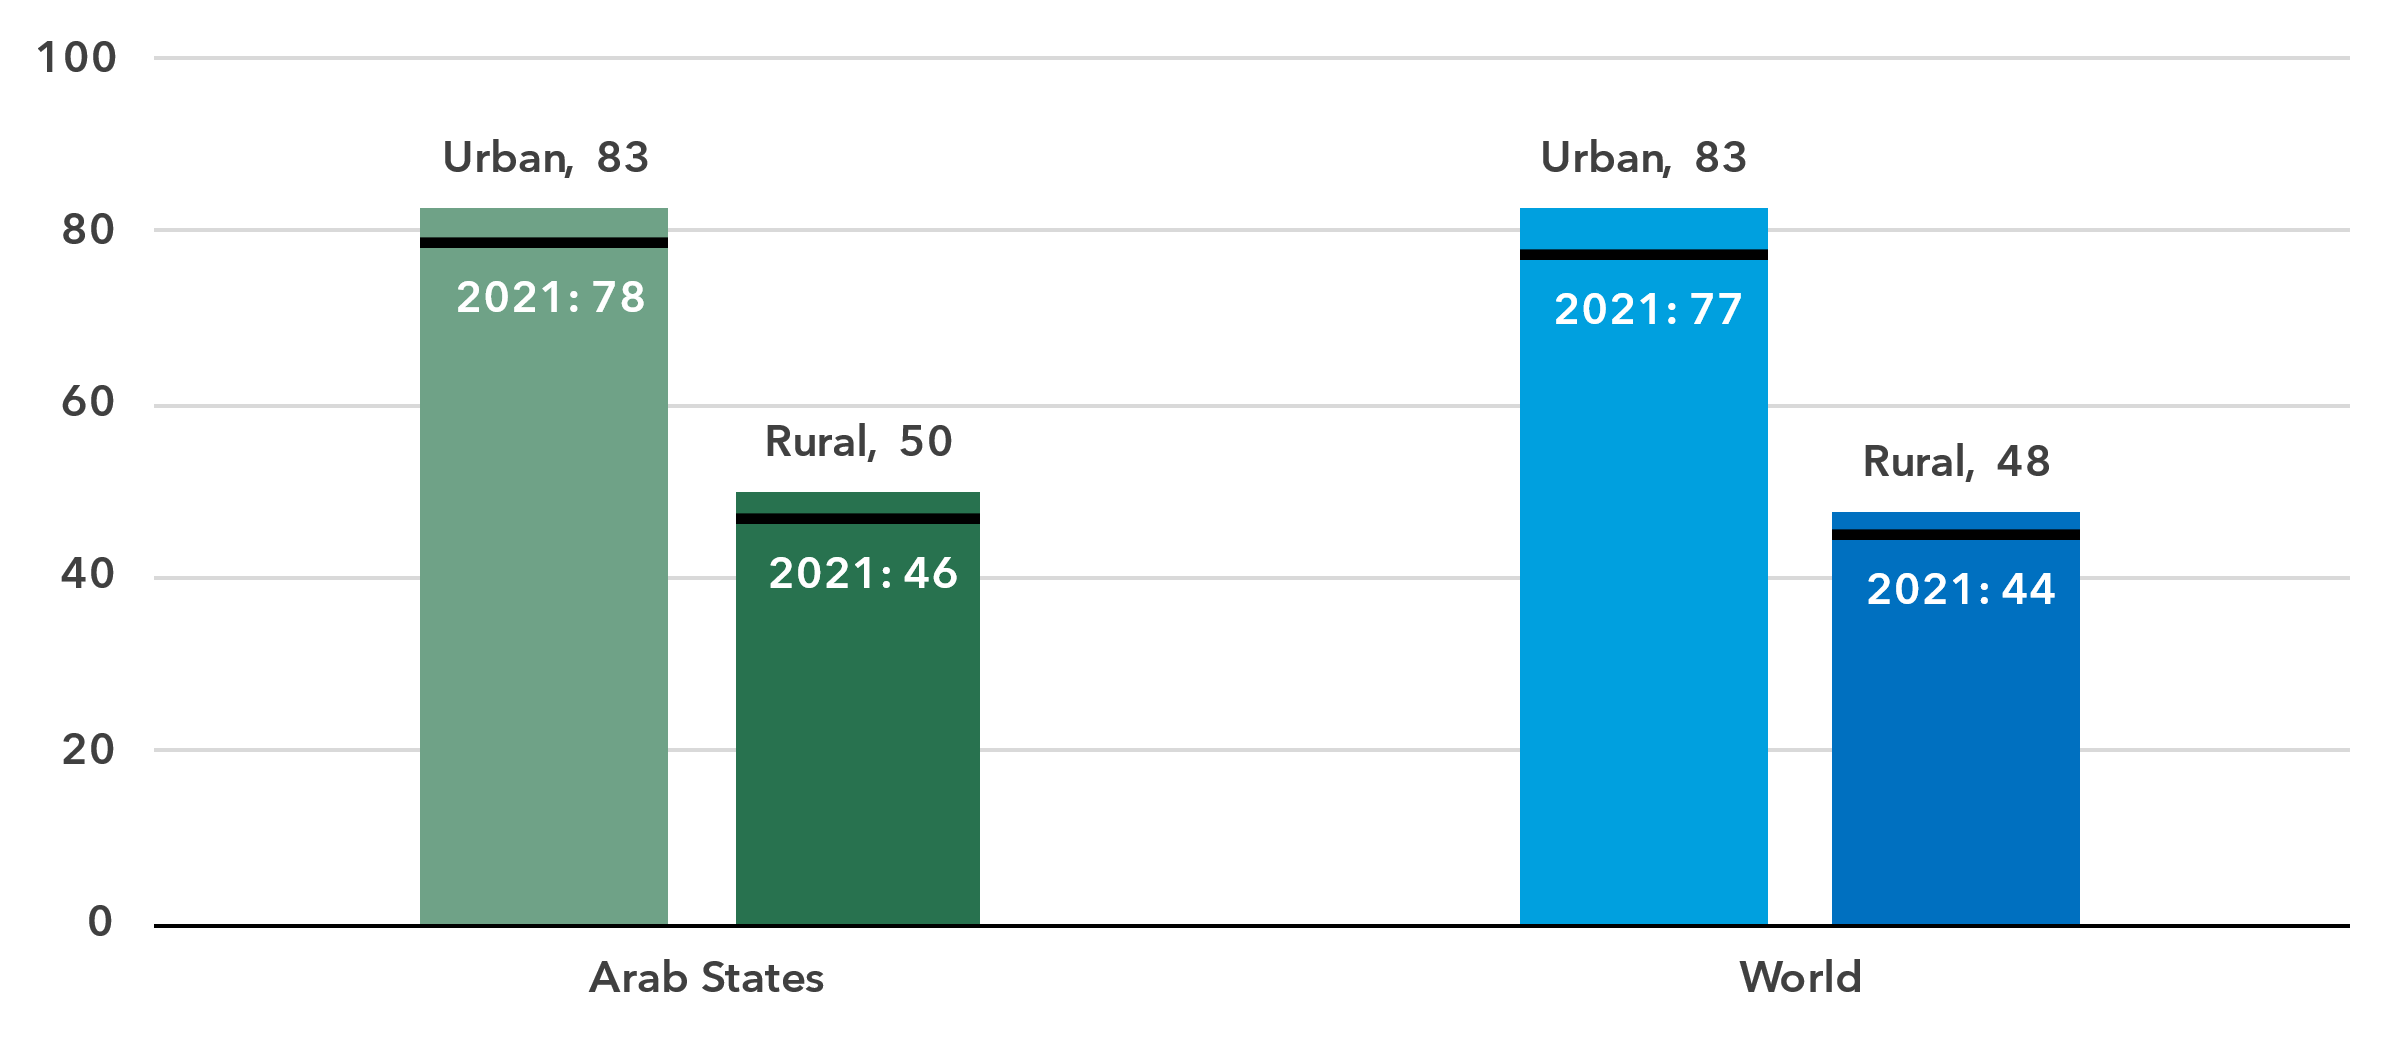 100
80
60
40
20
0
Urban, 83
2021: 78
Rural, 50
2021: 46
Urban, 83
2021: 77
Rural, 48
2021: 44
Arab States
World